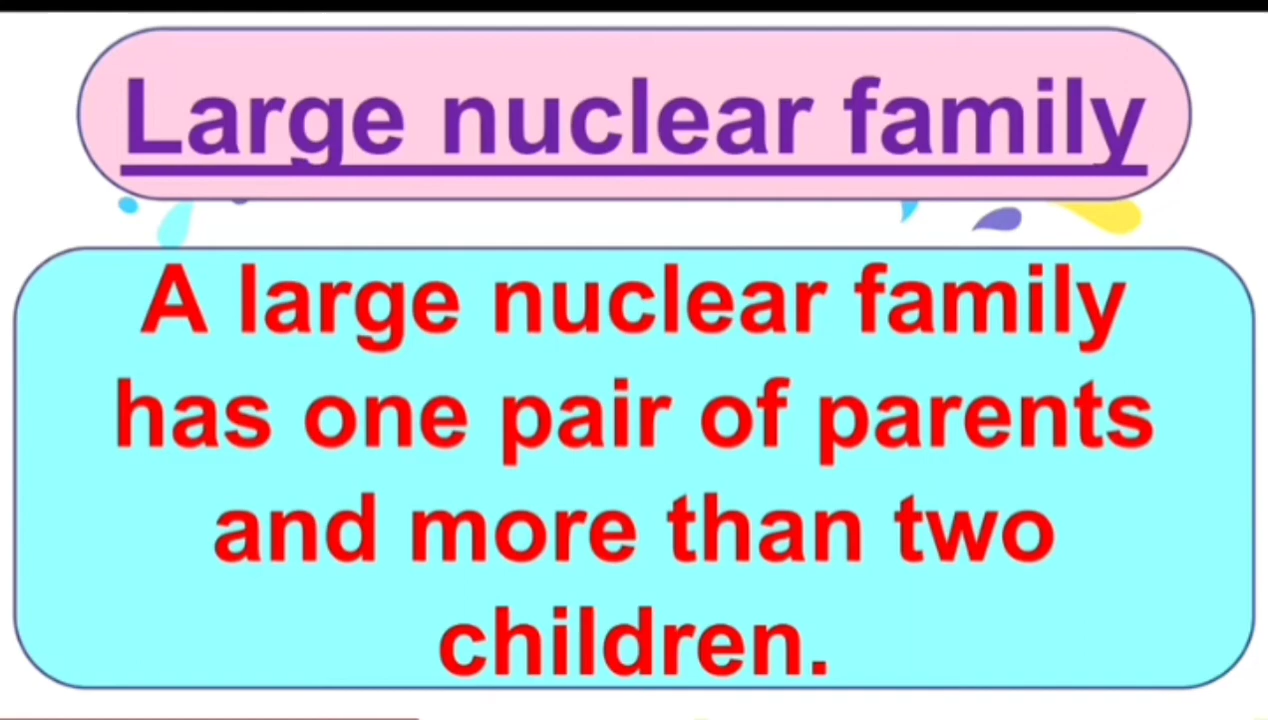 Large nuclear family
A large nuclear family
has one pair of parents
and more than two
children.